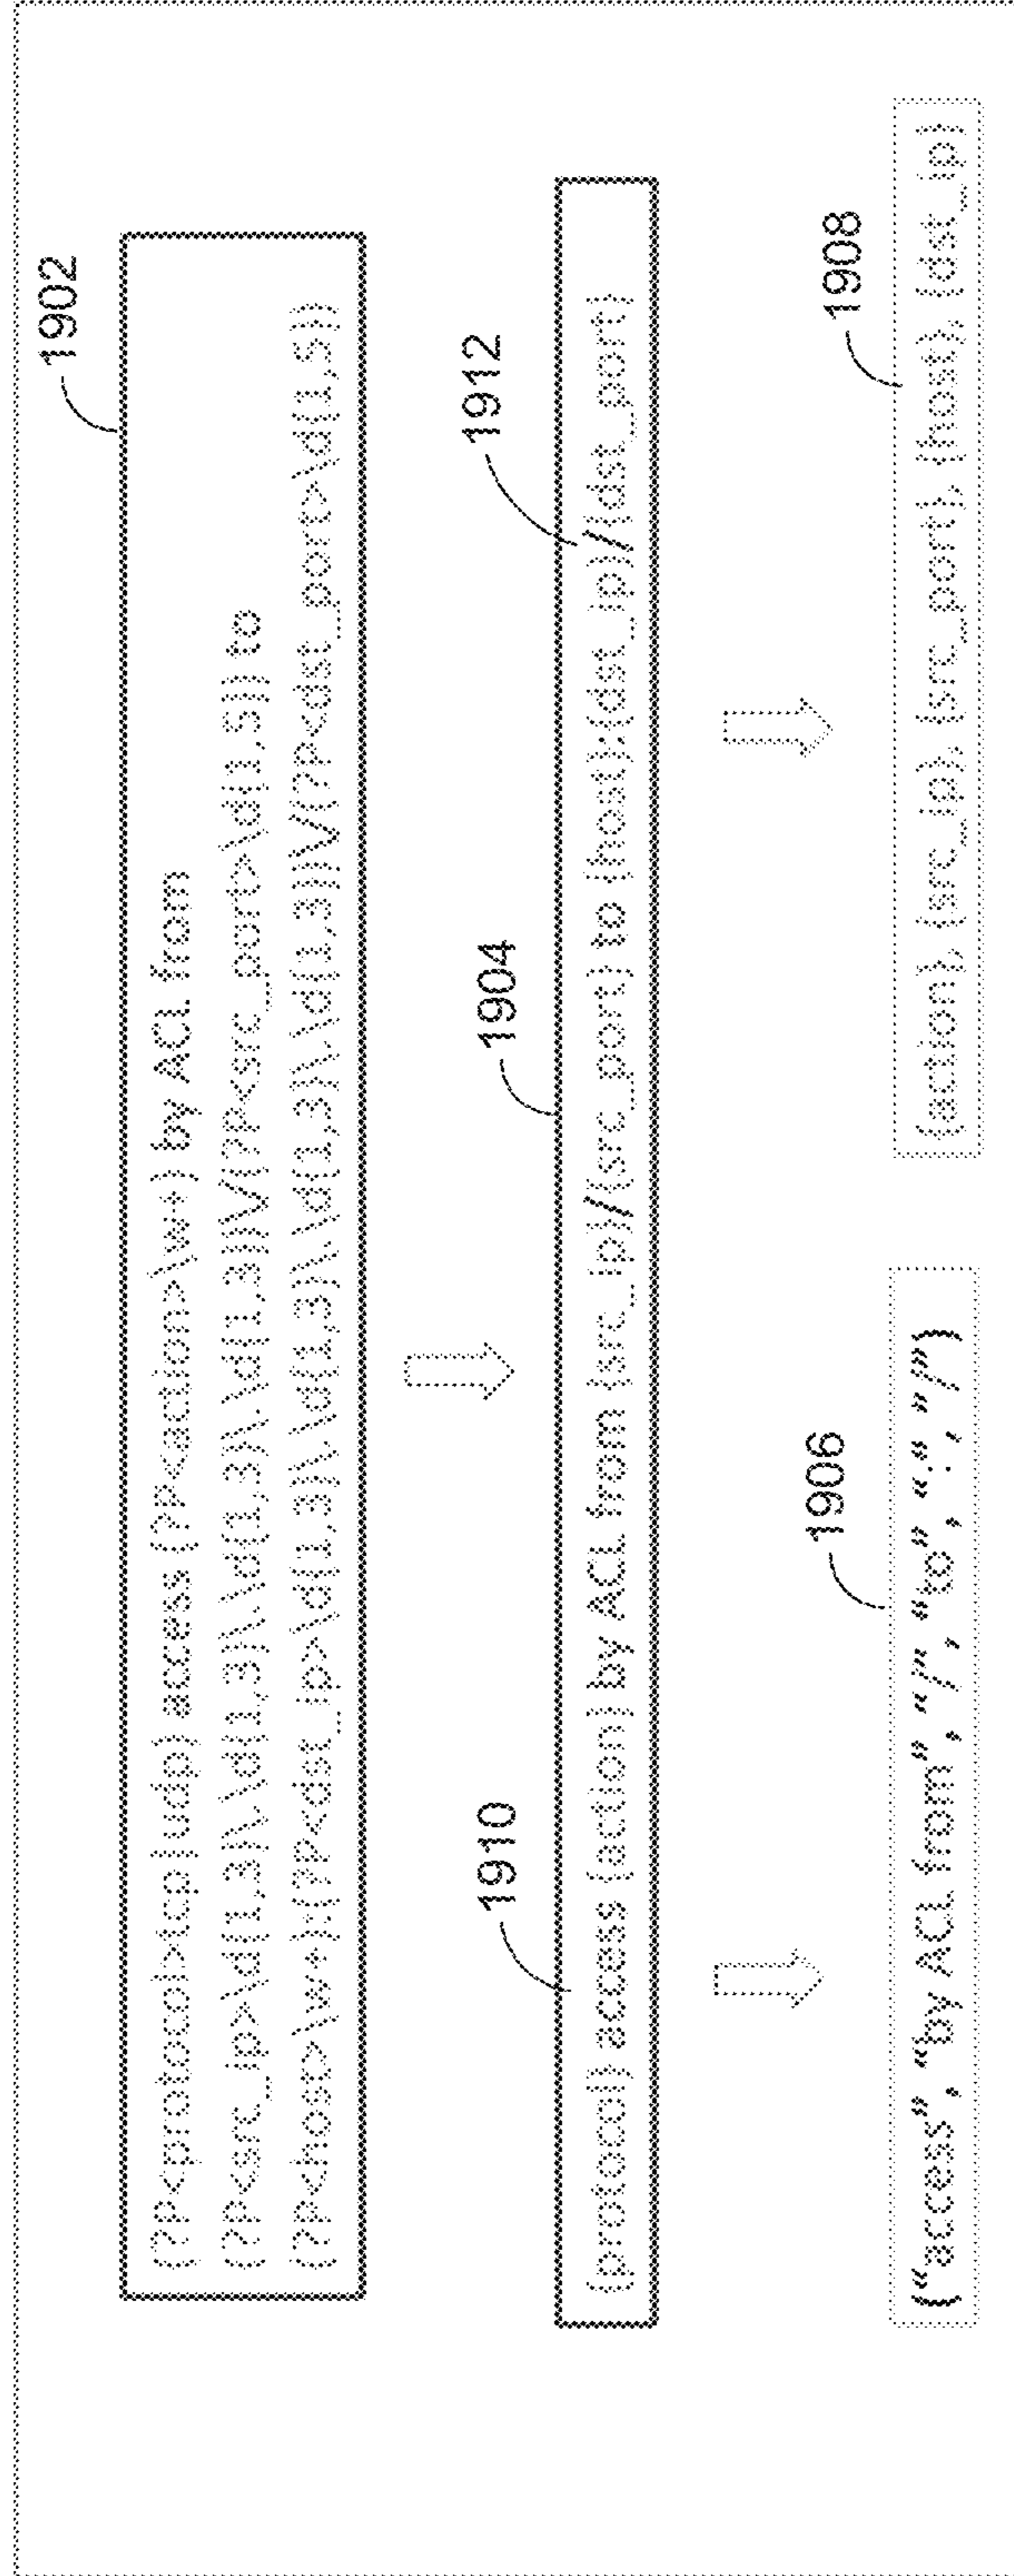 1902
(?P<protocol>tcp|udp) access (?P<action>\w+) by ACL from
(?P<src_ip>\d{1,3}\.\d{1,3}\.\d{1,3}\.\d{1,3})\/(?P<src_port>\d{1,5}) to
(?P<host>\w+):(?P<dst_ip>\d{1,3}\.\d{1,3}\.\d{1,3}\.\d{1,3})\/(?P<dst_port>\d{1,5})
1910
1904
1912
{protocol} access {action} by ACL from {src_ip}/{src_port} to {host}:{dst_ip}/{dst_port}
1906
("access", "by ACL from", "/", "to", ":", "/")
1908
{action}, {src_ip}, {src_port}, {host}, {dst_ip}